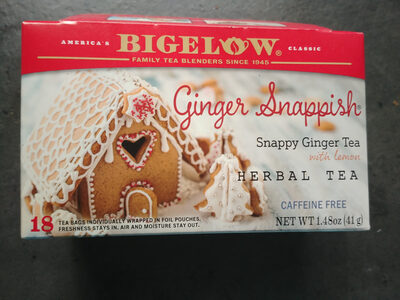 AMERICA'S BIGELOW® CLASSIC
FAMILY TEA BLENDERS SINCE 1945
Ginger Snappish®
Snappy Ginger Tea
with lemon
HERBAL TEA
CAFFEINE FREE
18 TEA BAGS INDIVIDUALLY WRAPPED IN FOIL POUCHES,
FRESHNESS STAYS IN, AIR AND MOISTURE STAY OUT.
NET WT 1.48oz (41 g)